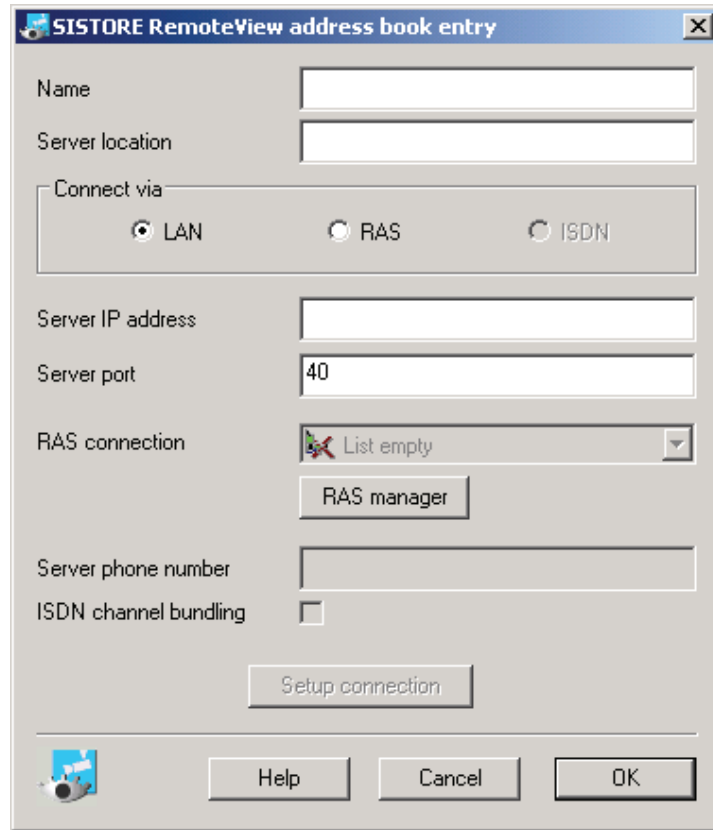 SISTORE RemoteView address book entry
Name
Server location
Connect via
LAN RAS ISDN
Server IP address
Server port 40
RAS connection List empty
RAS manager
Server phone number
ISDN channel bundling
Setup connection
Help Cancel OK